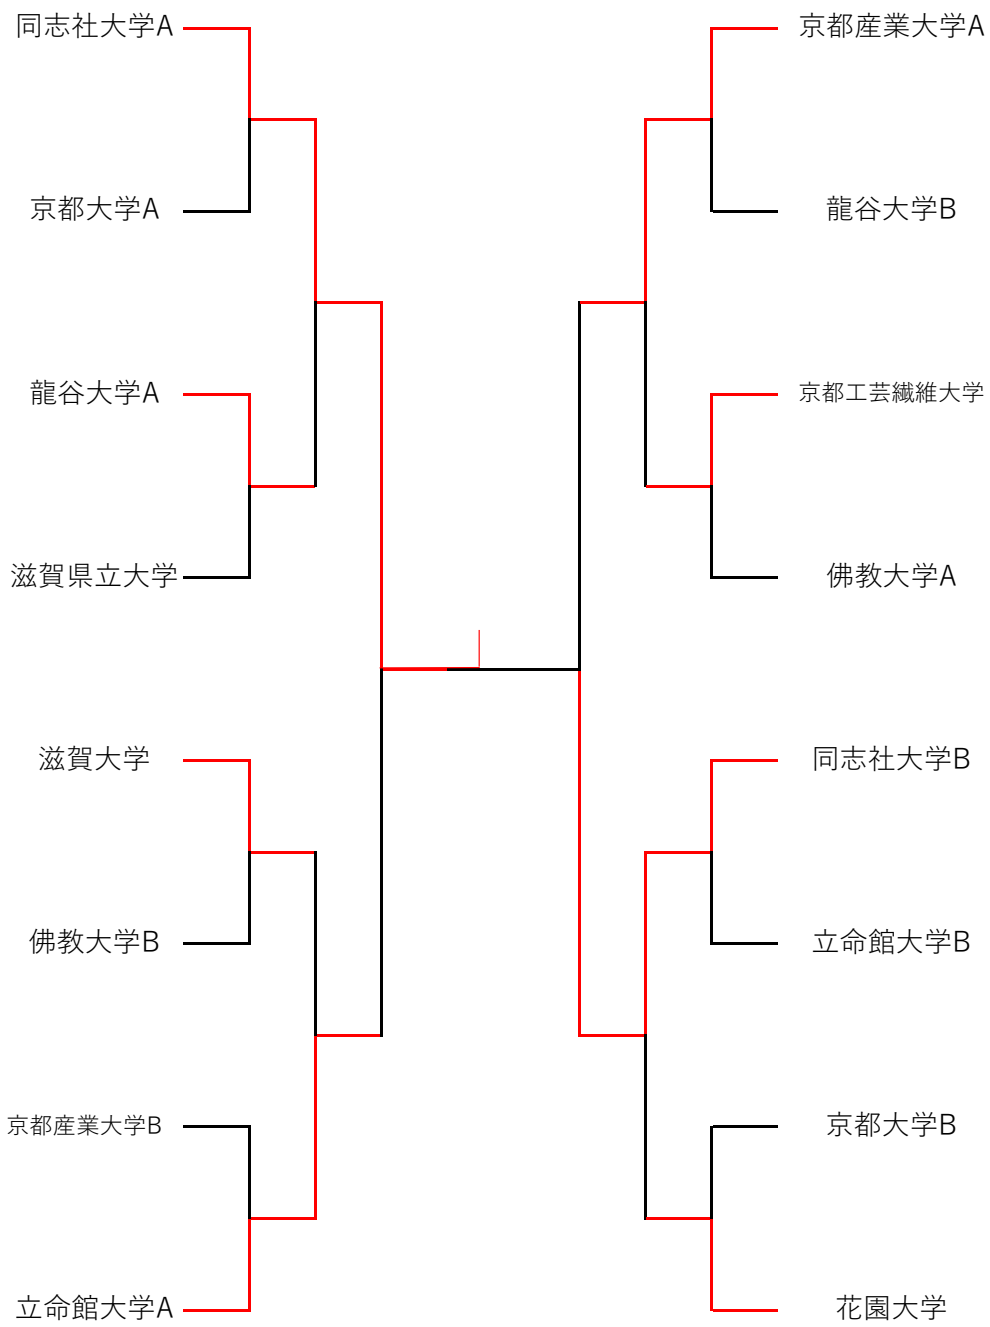 同志社大学A
京都大学A
龍谷大学A
滋賀県立大学
滋賀大学
佛教大学B
京都産業大学B
立命館大学A
京都産業大学A
龍谷大学B
京都工芸繊維大学
佛教大学A
同志社大学B
立命館大学B
京都大学B
花園大学